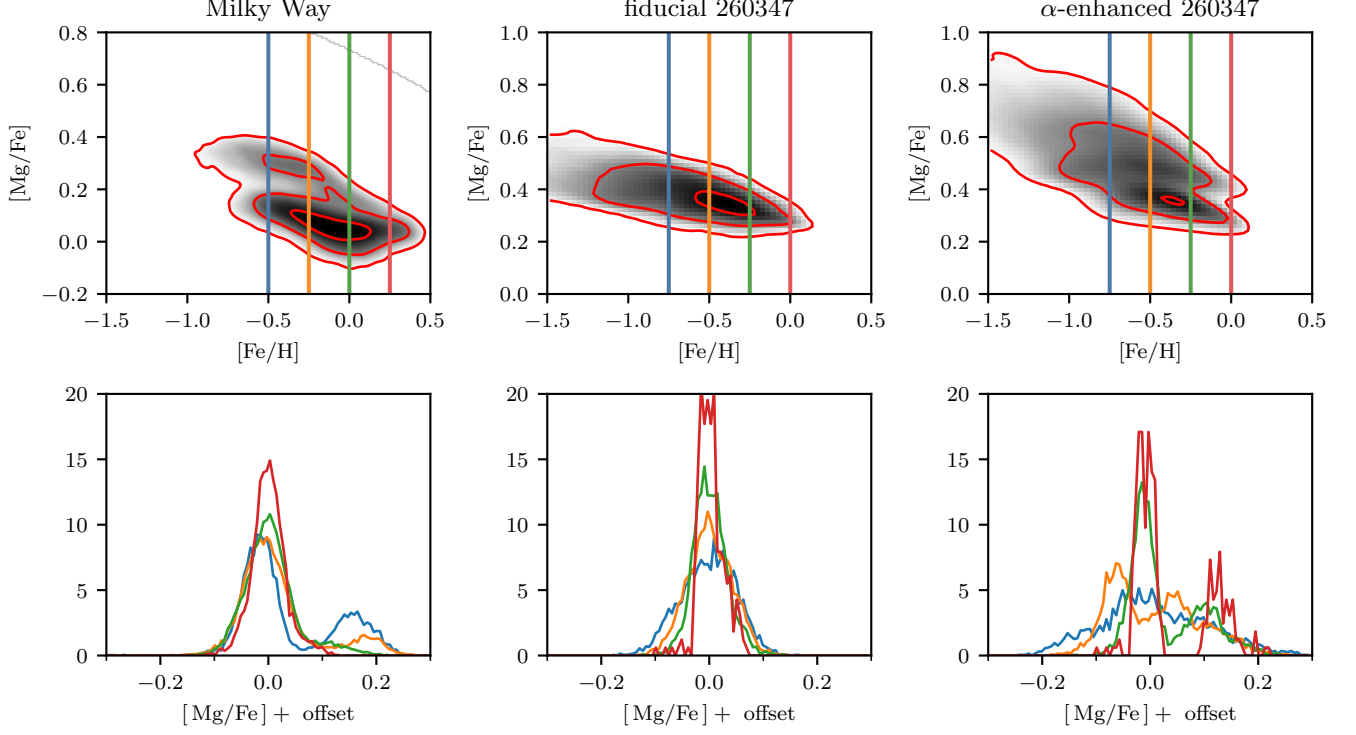 Milky Way
fiducial 260347
α-enhanced 260347
0.8
0.6
0.4
0.2
0.0
−0.2
[Mg/Fe]
−1.5 −1.0 −0.5 0.0 0.5
[Fe/H]
1.0
0.8
0.6
0.4
0.2
0.0
[Mg/Fe]
−1.5 −1.0 −0.5 0.0 0.5
[Fe/H]
1.0
0.8
0.6
0.4
0.2
0.0
[Mg/Fe]
−1.5 −1.0 −0.5 0.0 0.5
[Fe/H]
20
15
10
5
0
−0.2 0.0 0.2
[Mg/Fe] + offset
20
15
10
5
0
−0.2 0.0 0.2
[Mg/Fe] + offset
20
15
10
5
0
−0.2 0.0 0.2
[Mg/Fe] + offset